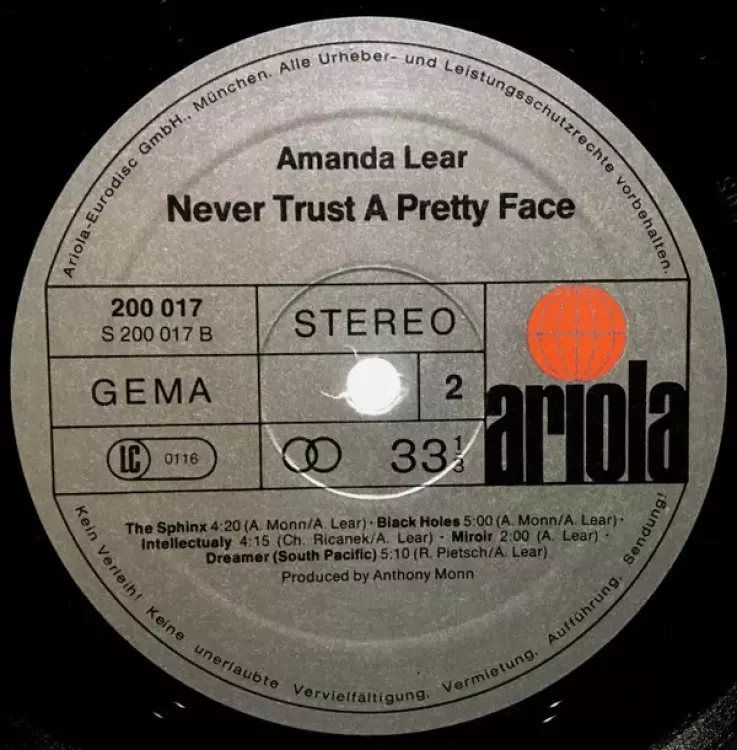 Ariola-Eurodisc GmbH., München. Alle Urheber- und Leistungsschutzrechte vorbehalten.
Amanda Lear
Never Trust A Pretty Face
200 017
S 200 017 B
STEREO
GEMA
2
ariola
LC 0116
33 1/3
The Sphinx 4:20 (A. Monn/A. Lear) · Black Holes 5:00 (A. Monn/A. Lear) ·
Intellectualy 4:15 (Ch. Ricanek/A. Lear) · Miroir 2:00 (A. Lear) ·
Dreamer (South Pacific) 5:10 (R. Pietsch/A. Lear)
Produced by Anthony Monn
Kein Verleih! Keine unerlaubte Vervielfältigung, Vermietung, Aufführung, Sendung!